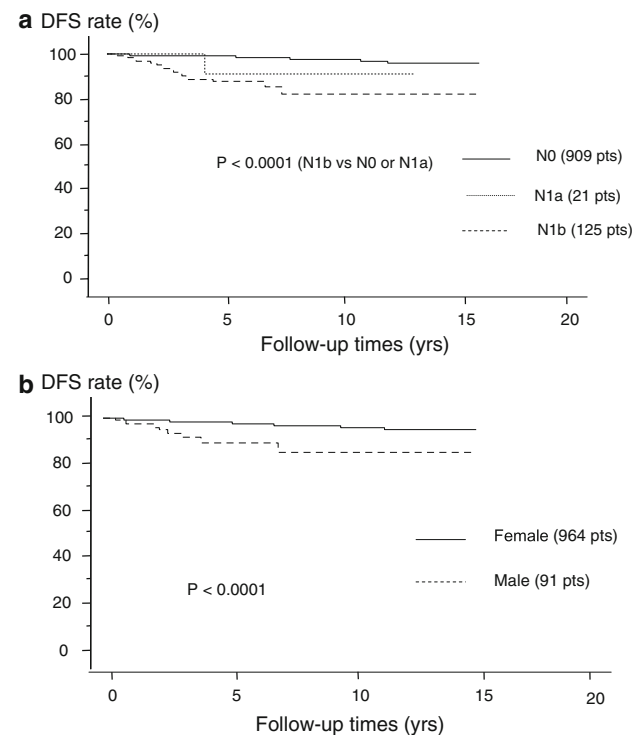 a DFS rate (%)
100
80
60
40
20
0
P < 0.0001 (N1b vs N0 or N1a)
N0 (909 pts)
N1a (21 pts)
N1b (125 pts)
0 5 10 15 20
Follow-up times (yrs)
b DFS rate (%)
100
80
60
40
20
0
Female (964 pts)
Male (91 pts)
P < 0.0001
0 5 10 15 20
Follow-up times (yrs)